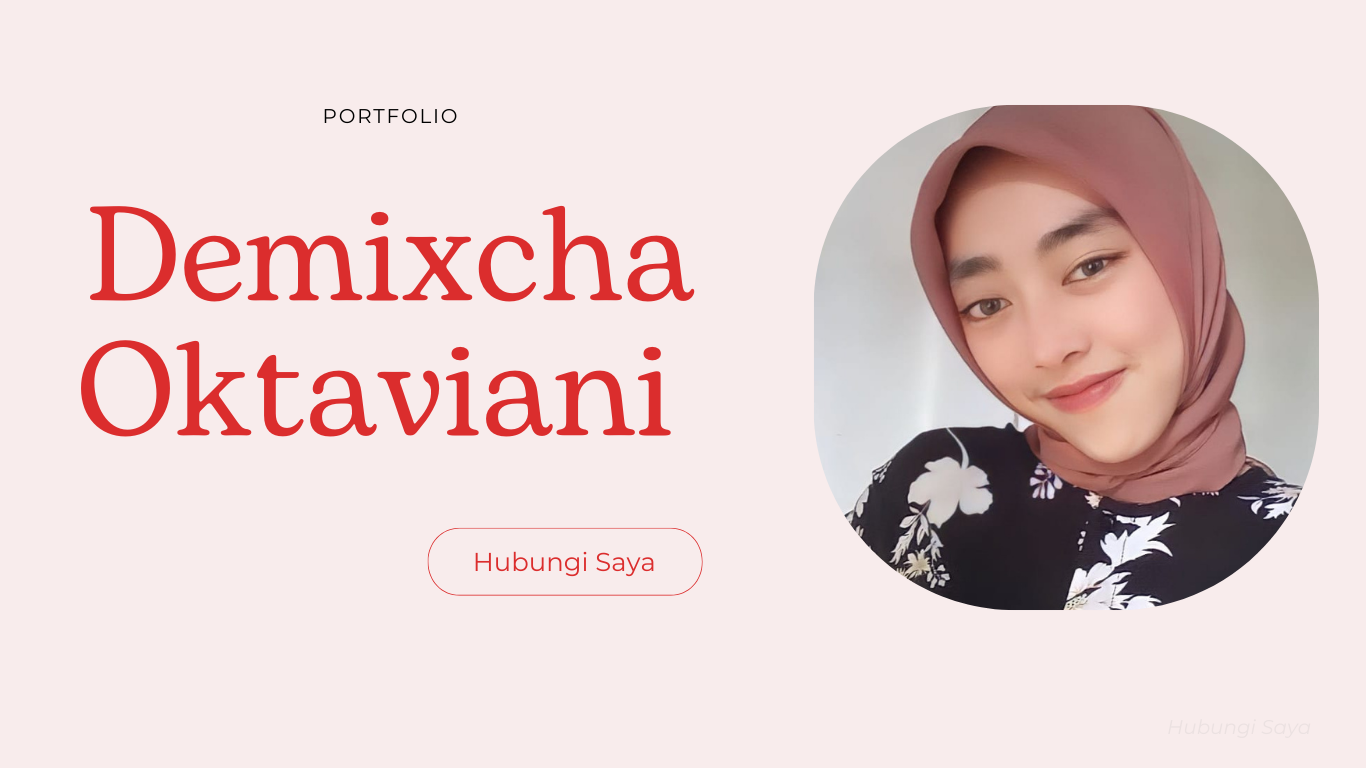 PORTFOLIO
Demixcha
Oktaviani
Hubungi Saya
Hubungi Saya